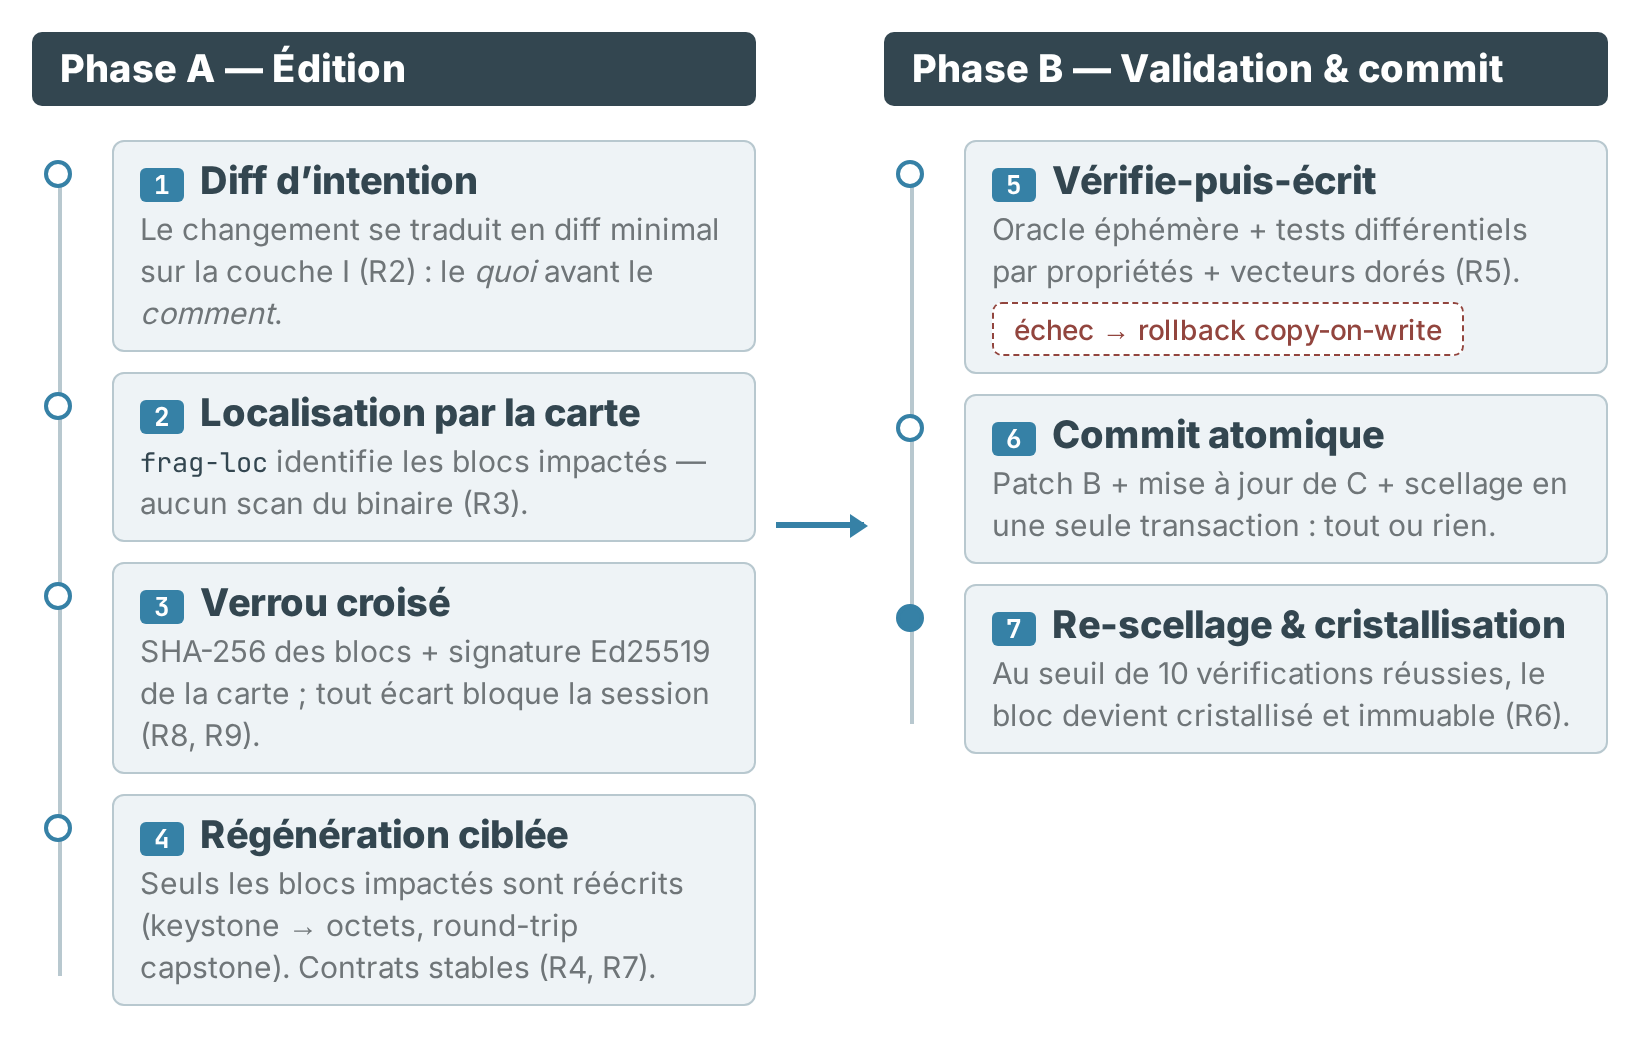 Phase A — Édition
1 Diff d’intention
Le changement se traduit en diff minimal
sur la couche I (R2) : le quoi avant le
comment.
2 Localisation par la carte
frag-loc identifie les blocs impactés —
aucun scan du binaire (R3).
3 Verrou croisé
SHA-256 des blocs + signature Ed25519
de la carte ; tout écart bloque la session
(R8, R9).
4 Régénération ciblée
Seuls les blocs impactés sont réécrits
(keystone → octets, round-trip
capstone). Contrats stables (R4, R7).
Phase B — Validation & commit
5 Vérifie-puis-écrit
Oracle éphémère + tests différentiels
par propriétés + vecteurs dorés (R5).
échec → rollback copy-on-write
6 Commit atomique
Patch B + mise à jour de C + scellage en
une seule transaction : tout ou rien.
7 Re-scellage & cristallisation
Au seuil de 10 vérifications réussies, le
bloc devient cristallisé et immuable (R6).